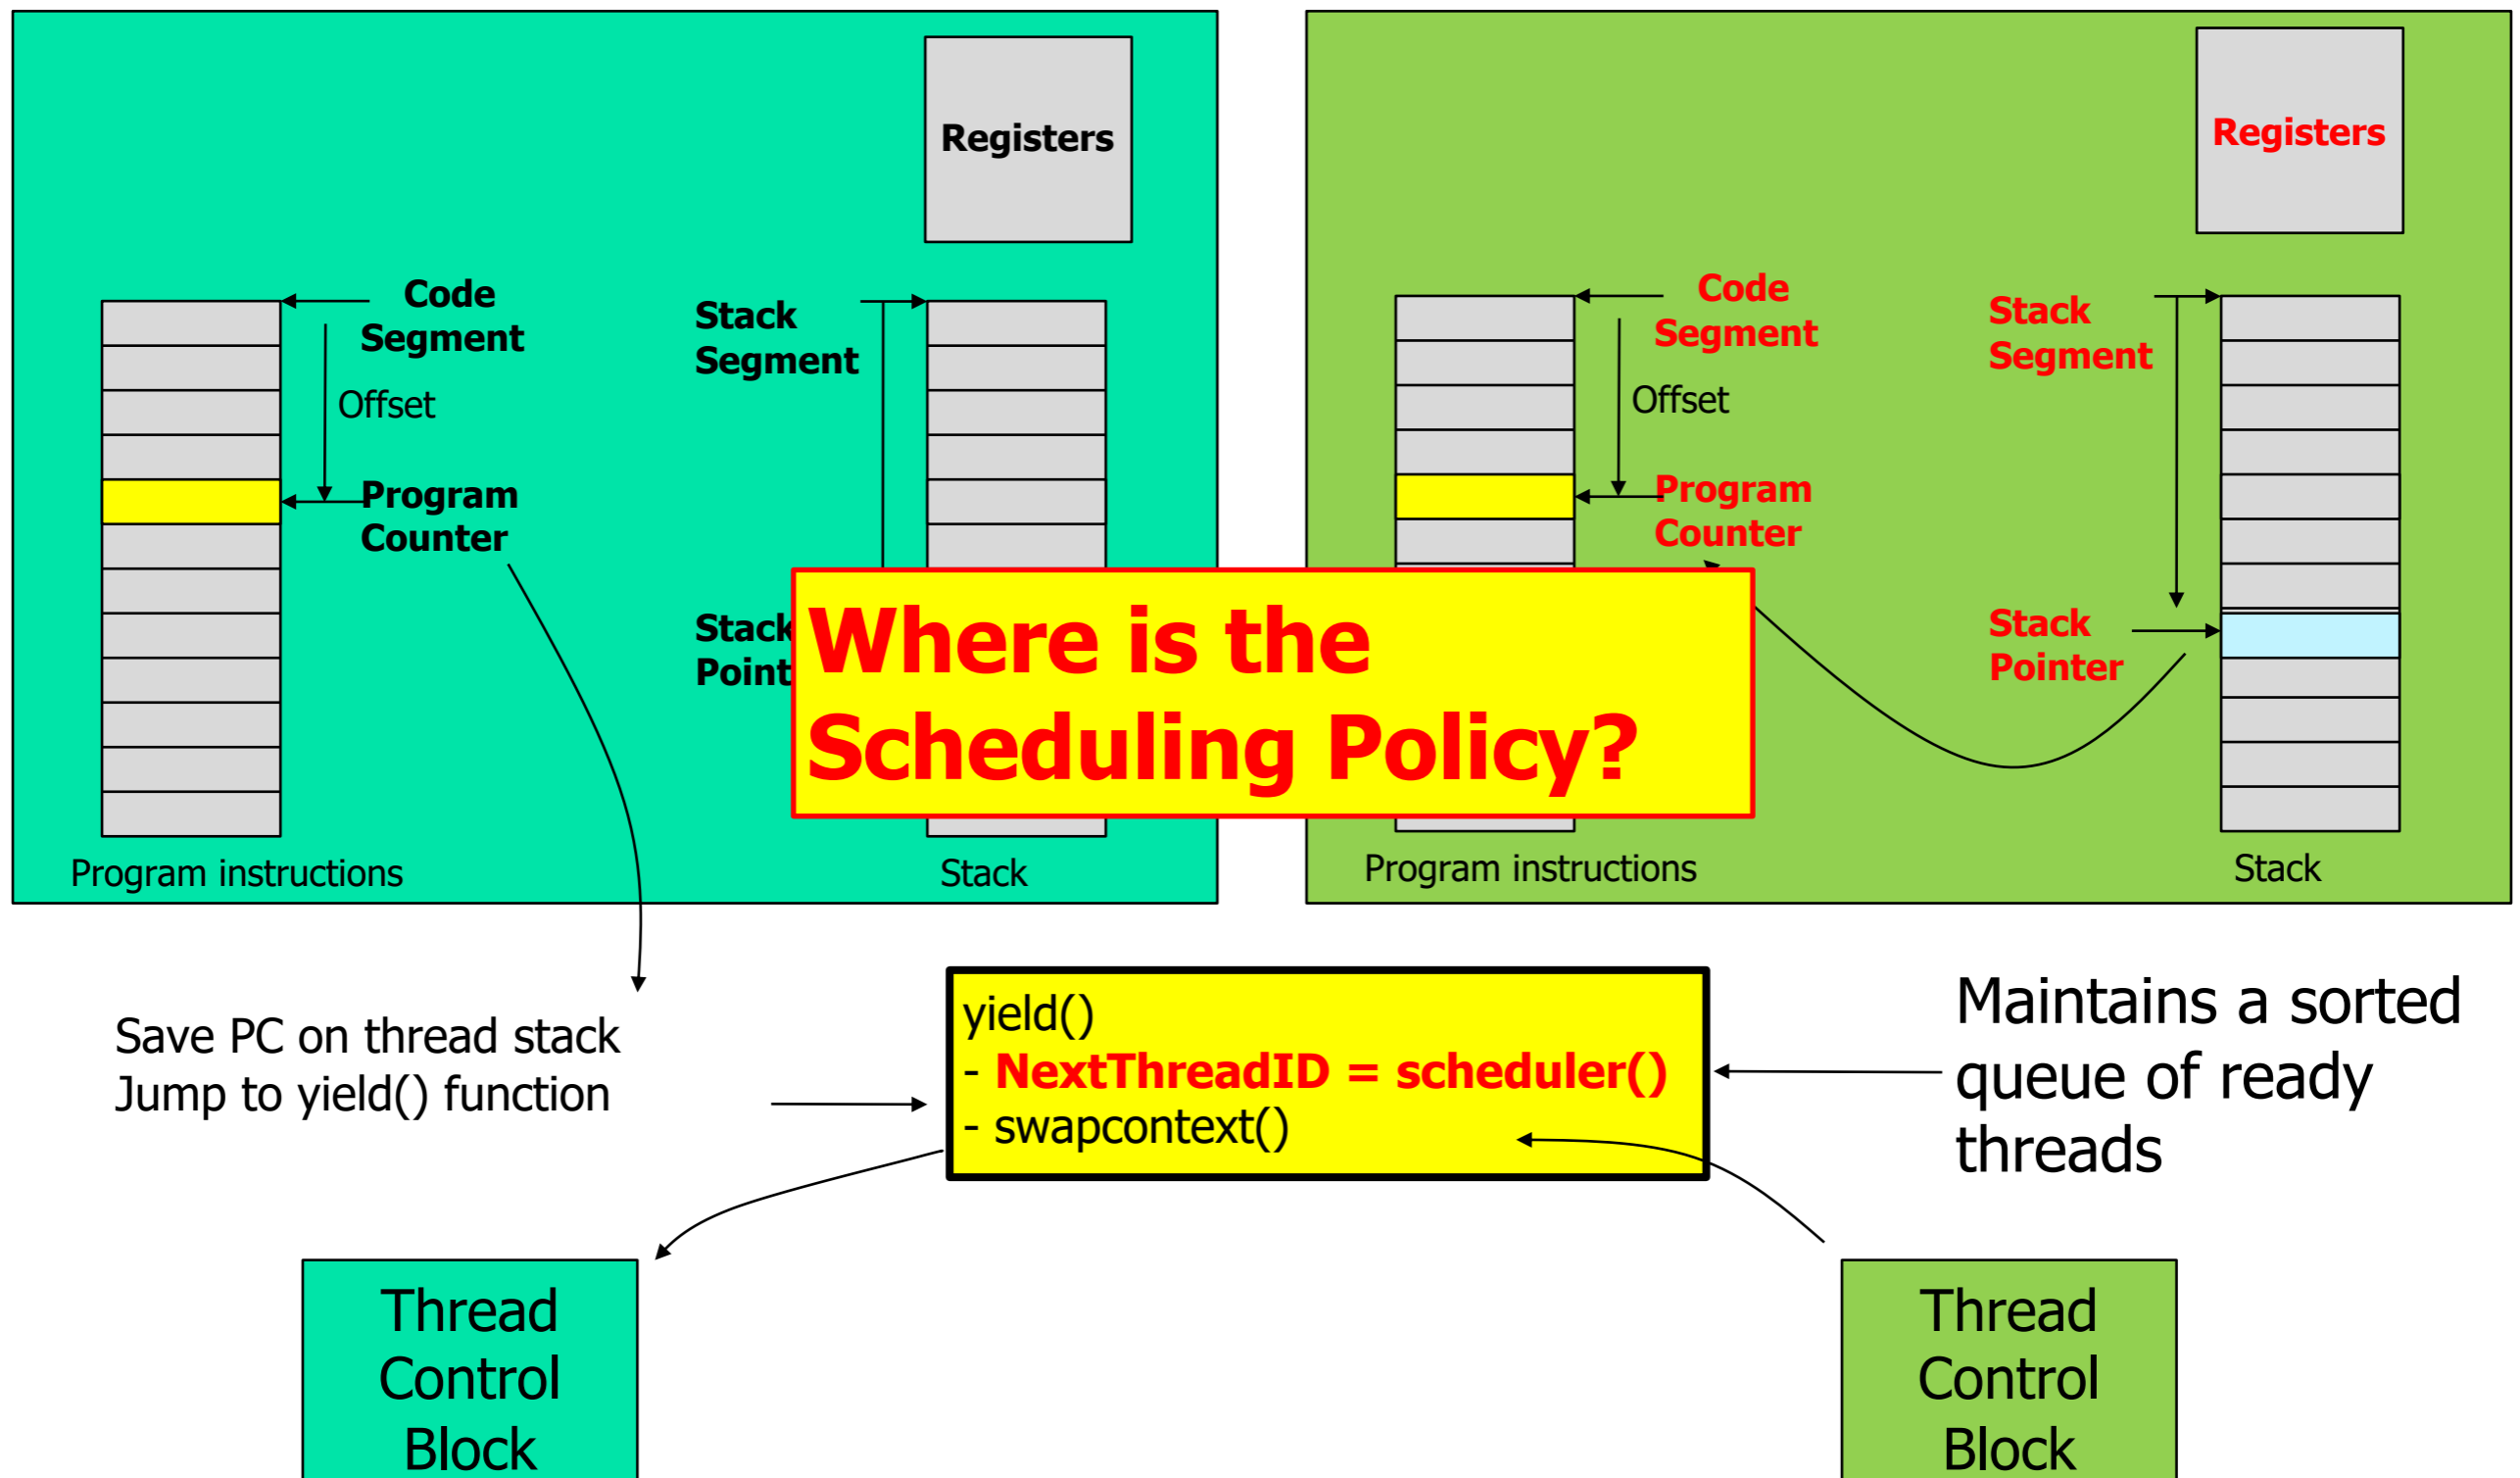 Registers
Code
Segment
Offset
Program
Counter
Stack
Segment
Stack
Point
Program instructions
Stack
Registers
Code
Segment
Offset
Program
Counter
Stack
Segment
Stack
Pointer
Program instructions
Stack
Where is the
Scheduling Policy?
Save PC on thread stack
Jump to yield() function
yield()
- NextThreadID = scheduler()
- swapcontext()
Maintains a sorted
queue of ready
threads
Thread
Control
Block
Thread
Control
Block